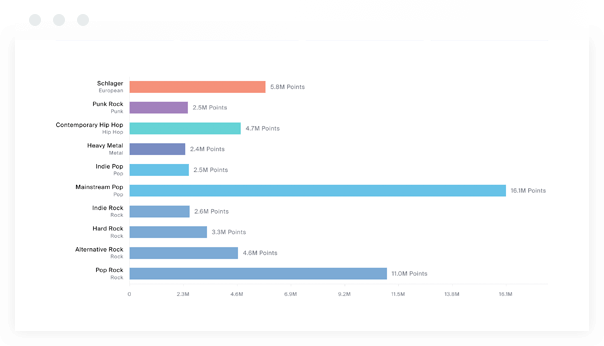 Schlager
European
5.8M Points
Punk Rock
Punk
2.5M Points
Contemporary Hip Hop
Hip Hop
4.7M Points
Heavy Metal
Metal
2.4M Points
Indie Pop
Pop
2.5M Points
Mainstream Pop
Pop
16.1M Points
Indie Rock
Rock
2.6M Points
Hard Rock
Rock
3.3M Points
Alternative Rock
Rock
4.6M Points
Pop Rock
Rock
11.0M Points
0 2.3M 4.6M 6.9M 9.2M 11.5M 13.8M 16.1M